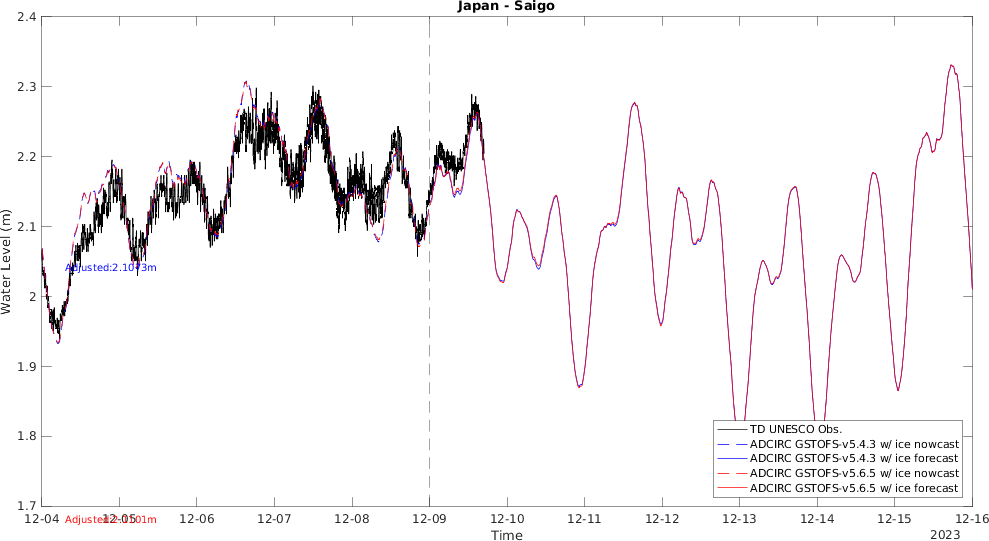 Japan - Saigo
Water Level (m)
2.4
2.3
2.2
2.1
2
1.9
1.8
1.7
Adjusted:2.1073m
TD UNESCO Obs.
ADCIRC GSTOFS-v5.4.3 w/ ice nowcast
ADCIRC GSTOFS-v5.4.3 w/ ice forecast
ADCIRC GSTOFS-v5.6.5 w/ ice nowcast
ADCIRC GSTOFS-v5.6.5 w/ ice forecast
12-04 12-05 12-06 12-07 12-08 12-09 12-10 12-11 12-12 12-13 12-14 12-15 12-16
Time
2023